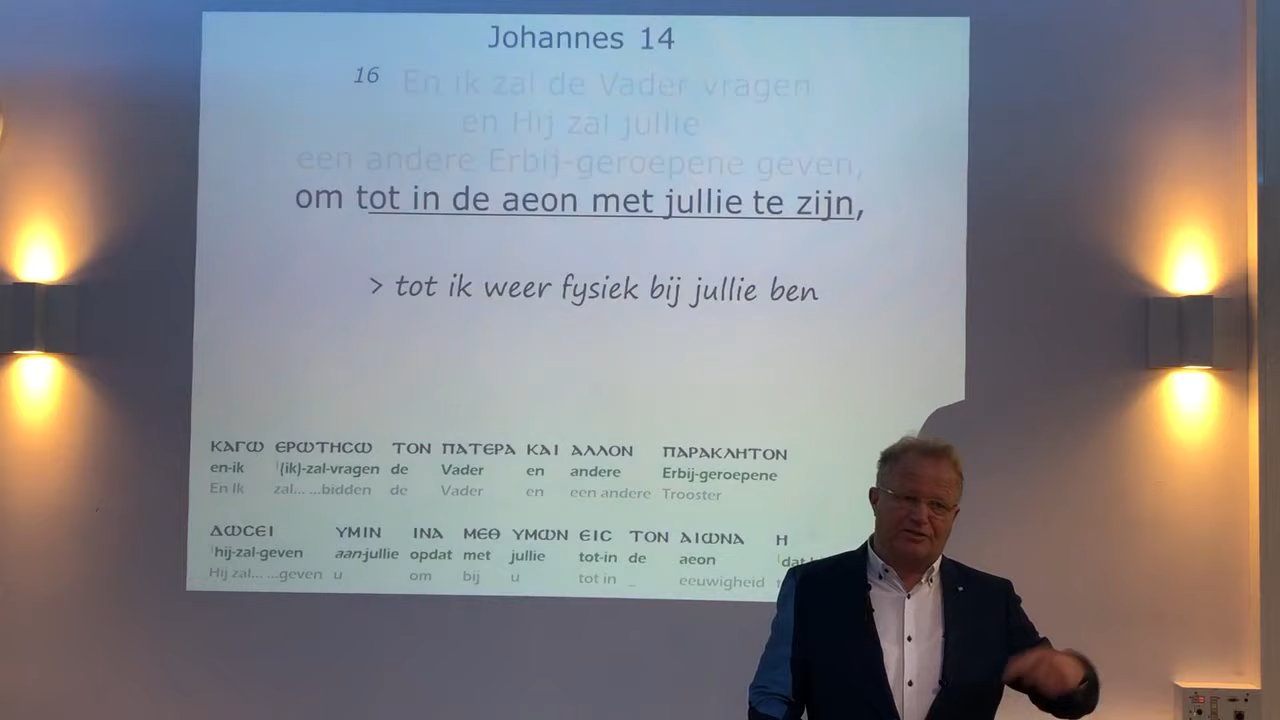 Johannes 14
16 En ik zal de Vader vragen
en Hij zal jullie
een andere Erbij-geroepene geven,
om tot in de aeon met jullie te zijn,
> tot ik weer fysiek bij jullie ben
ΚΑΓΩ ΕΡΩΤΗCΩ ΤΟΝ ΠΑΤΕΡΑ ΚΑΙ ΑΛΛΟΝ ΠΑΡΑΚΛΗΤΟΝ
en-ik (ik)-zal-vragen de Vader en andere Erbij-geroepene
En Ik zal... ...bidden de Vader en een andere Trooster
ΔΩCΕΙ ΥΜΙΝ ΙΝΑ ΜΕΘ ΥΜΩΝ ΕΙC ΤΟΝ ΑΙΩΝΑ Η
hij-zal-geven aan-jullie opdat met jullie tot-in de aeon
Hij zal... ...geven u om bij u tot in _ eeuwigheid